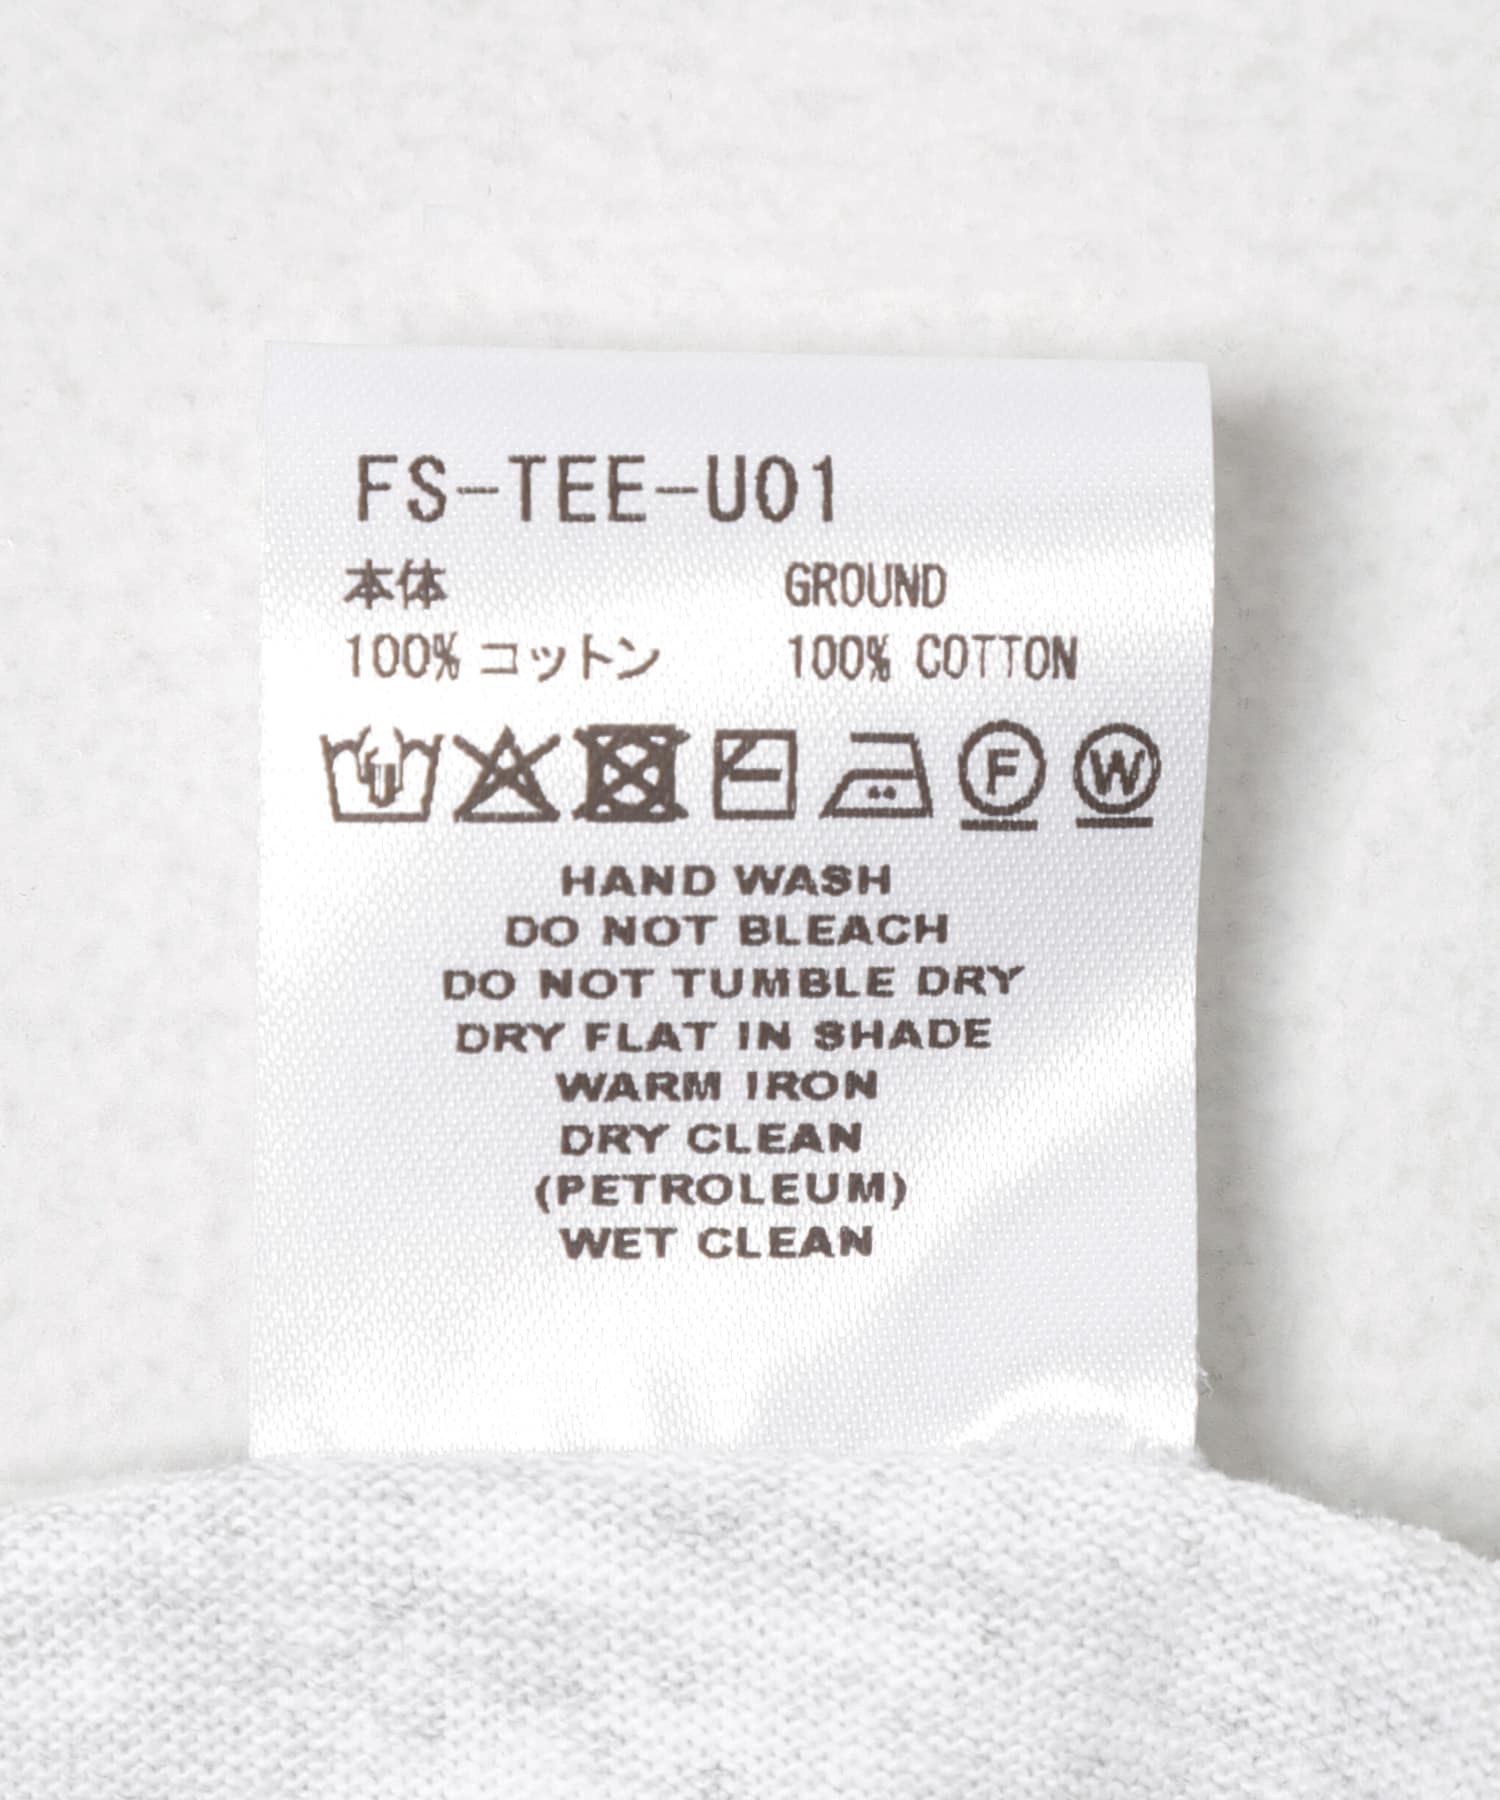 FS-TEE-U01
本体 GROUND
100% コットン 100% COTTON
F W
HAND WASH
DO NOT BLEACH
DO NOT TUMBLE DRY
DRY FLAT IN SHADE
WARM IRON
DRY CLEAN
(PETROLEUM)
WET CLEAN